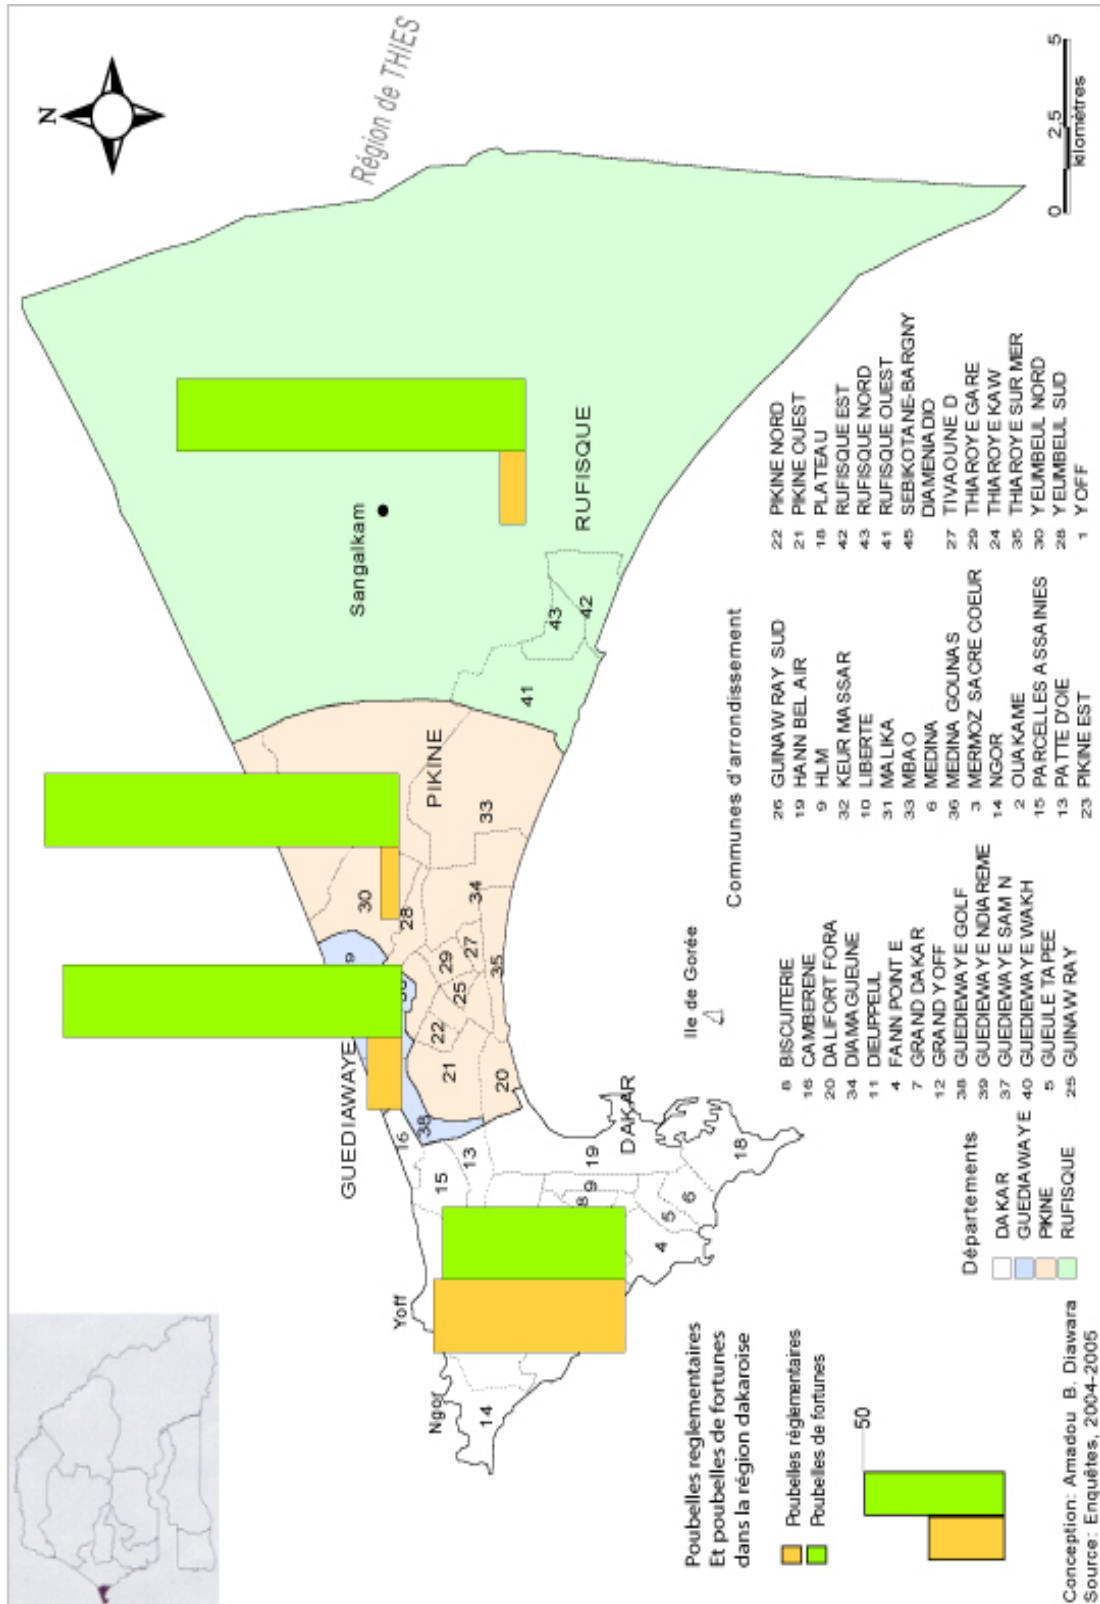 N
Région de THIES
Sangalkam
RUFISQUE
43
42
41
PIKINE
33
30
28
34
29
27
25
35
22
21
20
9
GUEDIAWAYE
38
16
15
13
19
DAKAR
9
8
18
6
5
4
Yoff
Ngor
14
Ile de Gorée
0 2,5 5
kilométres
Poubelles reglementaires
Et poubelles de fortunes
dans la région dakaroise
Poubelles réglementaires
Poubelles de fortunes
50
Départements
DAKAR
GUEDIAWAYE
PIKINE
RUFISQUE
Communes d'arrondissement
8 BISCUITERIE
16 CAMBERENE
20 DALIFORT FORA
34 DIAMAGUEUNE
11 DIEUPPEUL
4 FANN POINT E
7 GRAND DAKAR
12 GRAND YOFF
38 GUEDIEWAYE GOLF
39 GUEDIEWAYE NDIAREME
37 GUEDIEWAYE SAM N
40 GUEDIEWAYE WAKH
5 GUEULE TAPEE
25 GUINAW RAY
26 GUINAW RAY SUD
19 HANN BEL AIR
9 HLM
32 KEUR MASSAR
10 LIBERTE
31 MALIKA
33 MBAO
6 MEDINA
36 MEDINA GOUNAS
3 MERMOZ SACRE COEUR
14 NGOR
2 OUAKAME
15 PARCELLES ASSAINIES
13 PATTE D'OIE
23 PIKINE EST
22 PIKINE NORD
21 PIKINE OUEST
18 PLATEAU
42 RUFISQUE EST
43 RUFISQUE NORD
41 RUFISQUE OUEST
45 SEBIKOTANE-BARGNY
DIAMENIADIO
27 TIVAOUNE D
29 THIAROYE GARE
24 THIAROYE KAW
35 THIAROYE SUR MER
30 YEUMBEUL NORD
28 YEUMBEUL SUD
1 YOFF
Conception: Amadou B. Diawara
Source: Enquêtes, 2004-2005